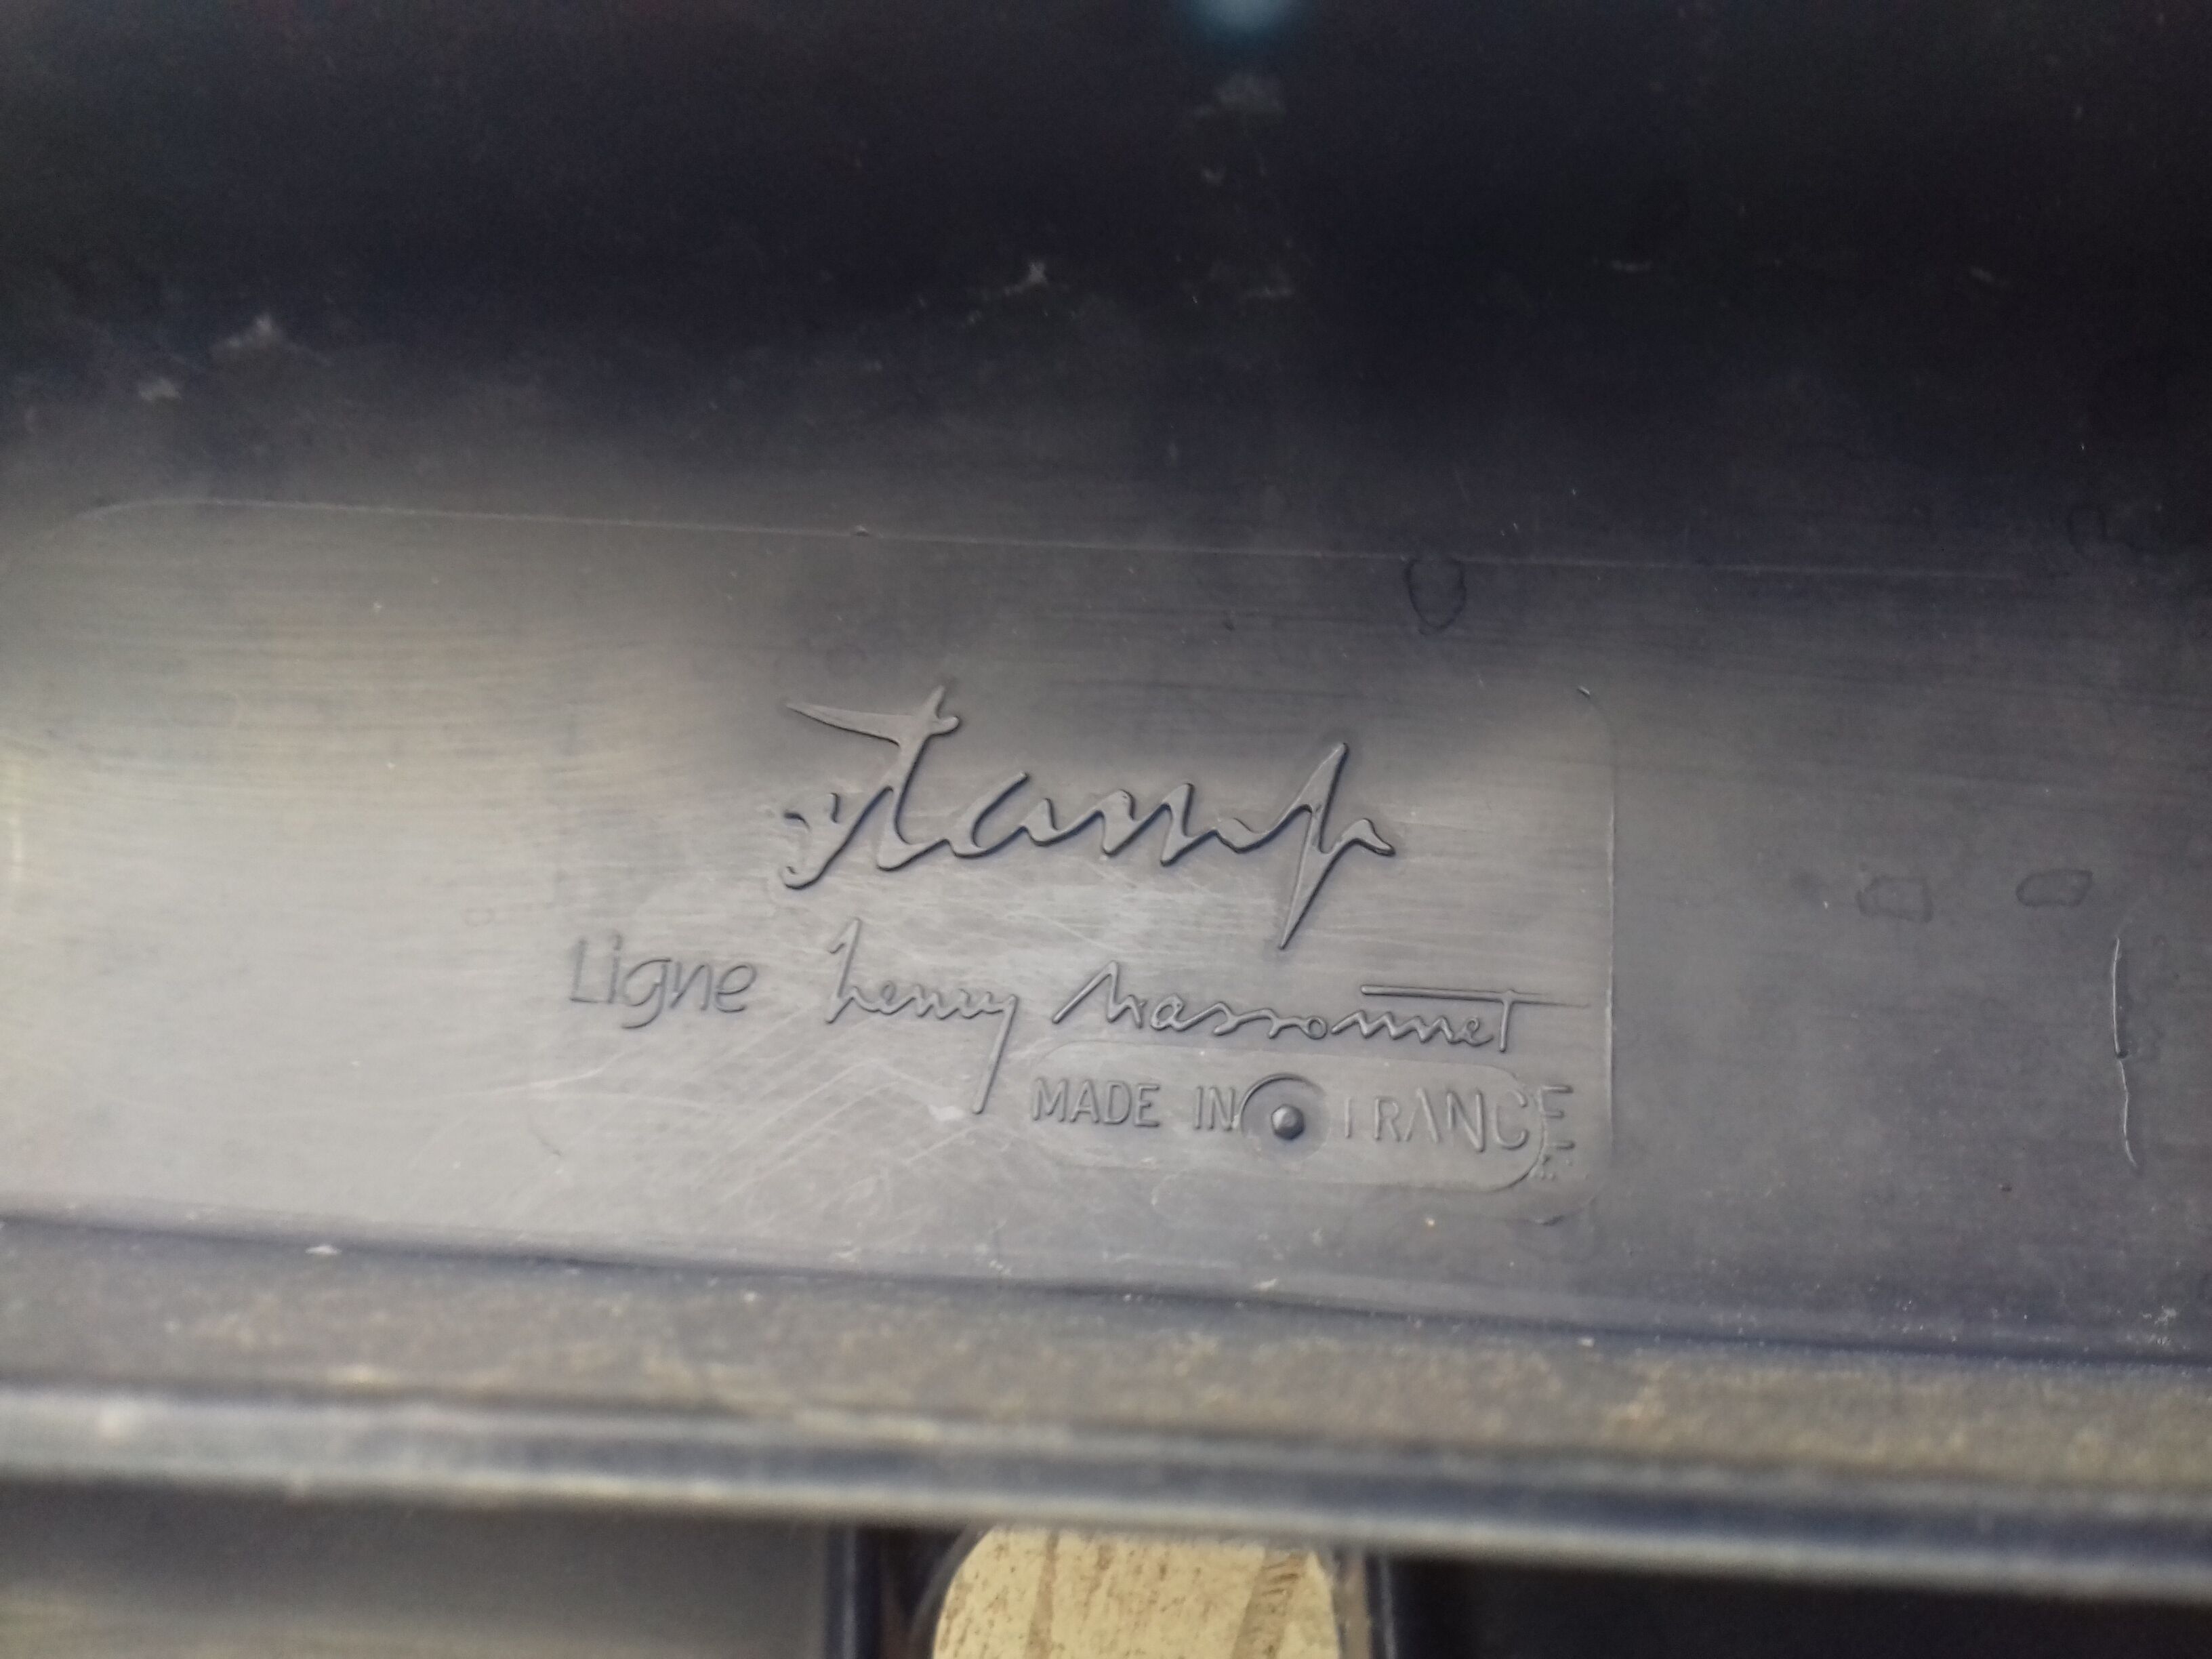 stamp
Ligne henry massonnet
MADE IN FRANCE